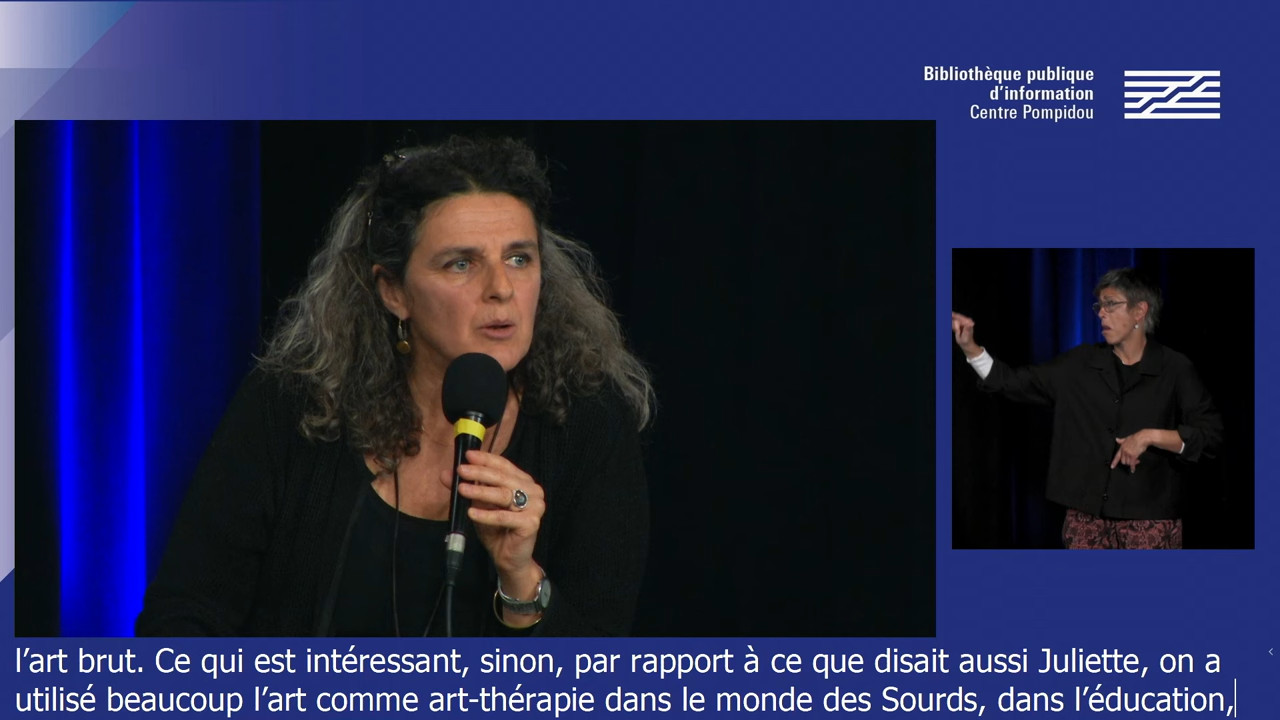 Bibliothèque publique
d’information
Centre Pompidou
l’art brut. Ce qui est intéressant, sinon, par rapport à ce que disait aussi Juliette, on a
utilisé beaucoup l’art comme art-thérapie dans le monde des Sourds, dans l’éducation,